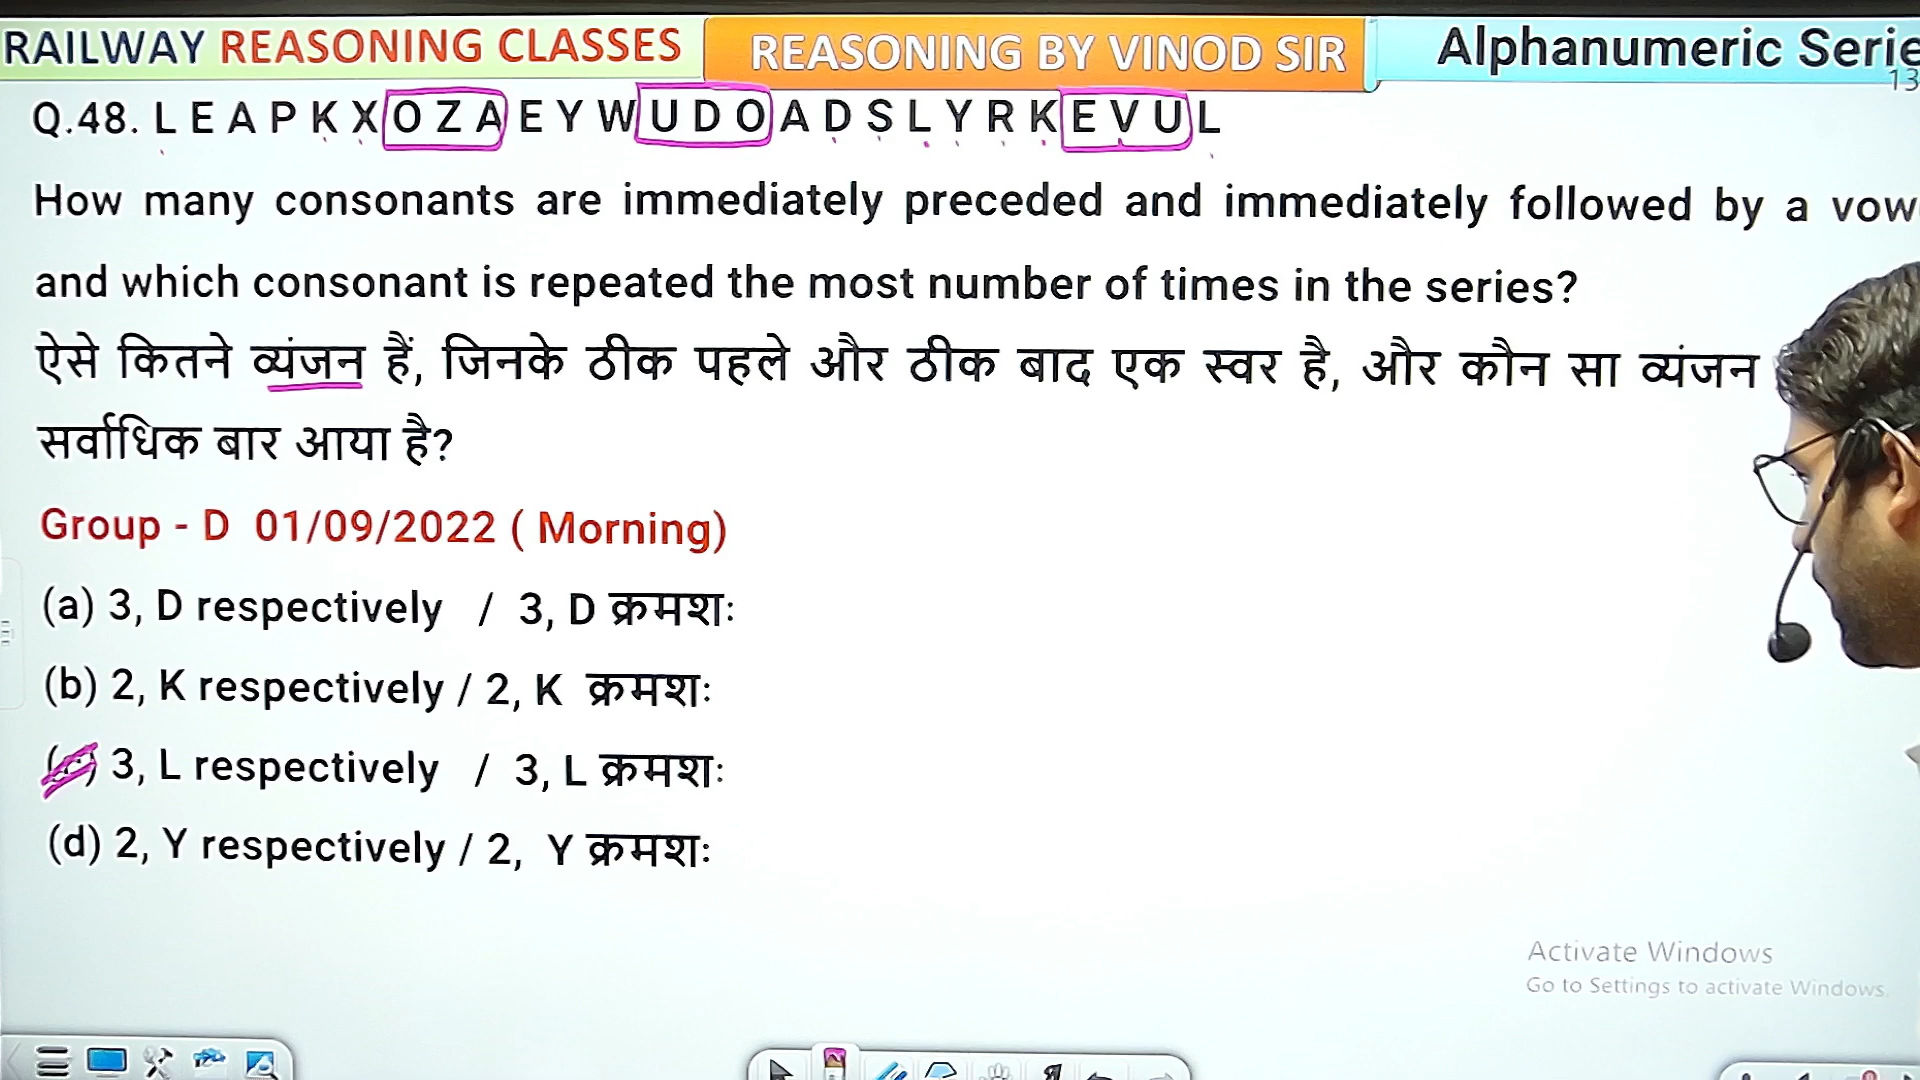 RAILWAY REASONING CLASSES
REASONING BY VINOD SIR
Alphanumeric Serie
13
Q.48. L E A P K X O Z A E Y W U D O A D S L Y R K E V U L
How many consonants are immediately preceded and immediately followed by a vow
and which consonant is repeated the most number of times in the series?
ऐसे कितने व्यंजन हैं, जिनके ठीक पहले और ठीक बाद एक स्वर है, और कौन सा व्यंजन
सर्वाधिक बार आया है?
Group - D 01/09/2022 ( Morning)
(a) 3, D respectively / 3, D क्रमशः
(b) 2, K respectively / 2, K क्रमशः
(c) 3, L respectively / 3, L क्रमशः
(d) 2, Y respectively / 2, Y क्रमशः
Activate Windows
Go to Settings to activate Windows.